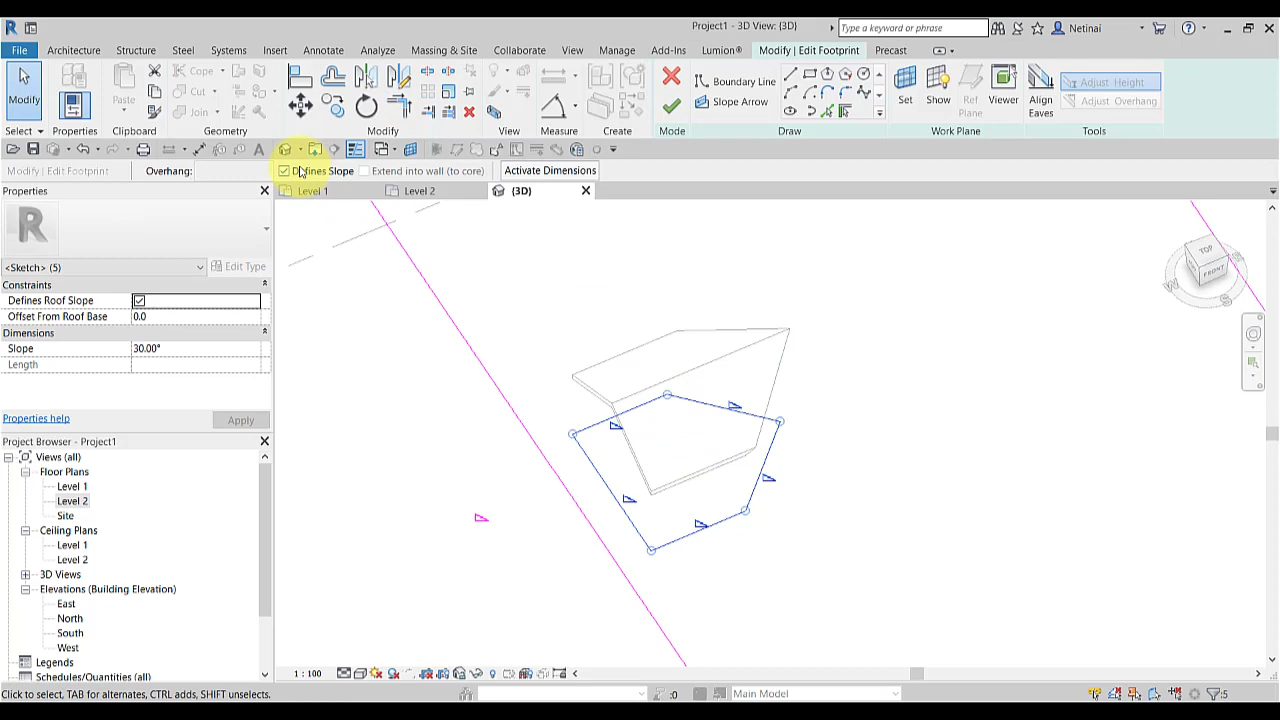 Project1 - 3D View: {3D}
Type a keyword or phrase
Netinai
File Architecture Structure Steel Systems Insert Annotate Analyze Massing & Site Collaborate View Manage Add-Ins Lumion® Modify | Edit Footprint Precast
Modify Properties Paste Cope Cut Join Boundary Line Slope Arrow Set Show Ref Plane Viewer Align Eaves Adjust Height Adjust Overhang
Select Properties Clipboard Geometry Modify View Measure Create Mode Draw Work Plane Tools
Modify | Edit Footprint Overhang: Defines Slope Extend into wall (to core) Activate Dimensions
Properties
Level 1 Level 2 (3D)
R
<Sketch> (5) Edit Type
Constraints
Defines Roof Slope
Offset From Roof Base 0.0
Dimensions
Slope 30.00°
Length
Properties help Apply
Project Browser - Project1
Views (all)
Floor Plans
Level 1
Level 2
Site
Ceiling Plans
Level 1
Level 2
3D Views
Elevations (Building Elevation)
East
North
South
West
Legends
Schedules/Quantities (all)
TOP
FRONT
W
S
1 : 100
Click to select, TAB for alternates, CTRL adds, SHIFT unselects.
:0
Main Model
:5